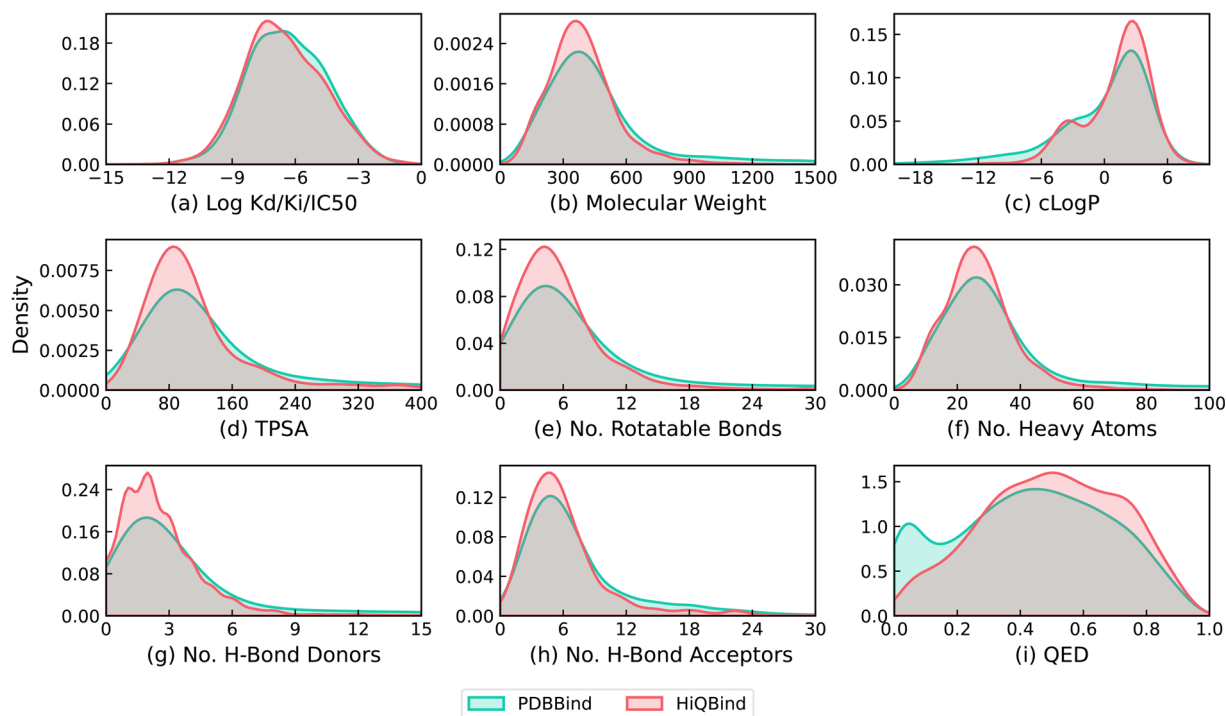 0.18
0.12
0.06
0.00
−15 −12 −9 −6 −3 0
(a) Log Kd/Ki/IC50
0.0024
0.0016
0.0008
0.0000
0 300 600 900 1200 1500
(b) Molecular Weight
0.15
0.10
0.05
0.00
−18 −12 −6 0 6
(c) cLogP
Density
0.0075
0.0050
0.0025
0.0000
0 80 160 240 320 400
(d) TPSA
0.12
0.08
0.04
0.00
0 6 12 18 24 30
(e) No. Rotatable Bonds
0.030
0.015
0.000
0 20 40 60 80 100
(f) No. Heavy Atoms
0.24
0.16
0.08
0.00
0 3 6 9 12 15
(g) No. H-Bond Donors
0.12
0.08
0.04
0.00
0 6 12 18 24 30
(h) No. H-Bond Acceptors
1.5
1.0
0.5
0.0
0.0 0.2 0.4 0.6 0.8 1.0
(i) QED
PDBBind HiQBind